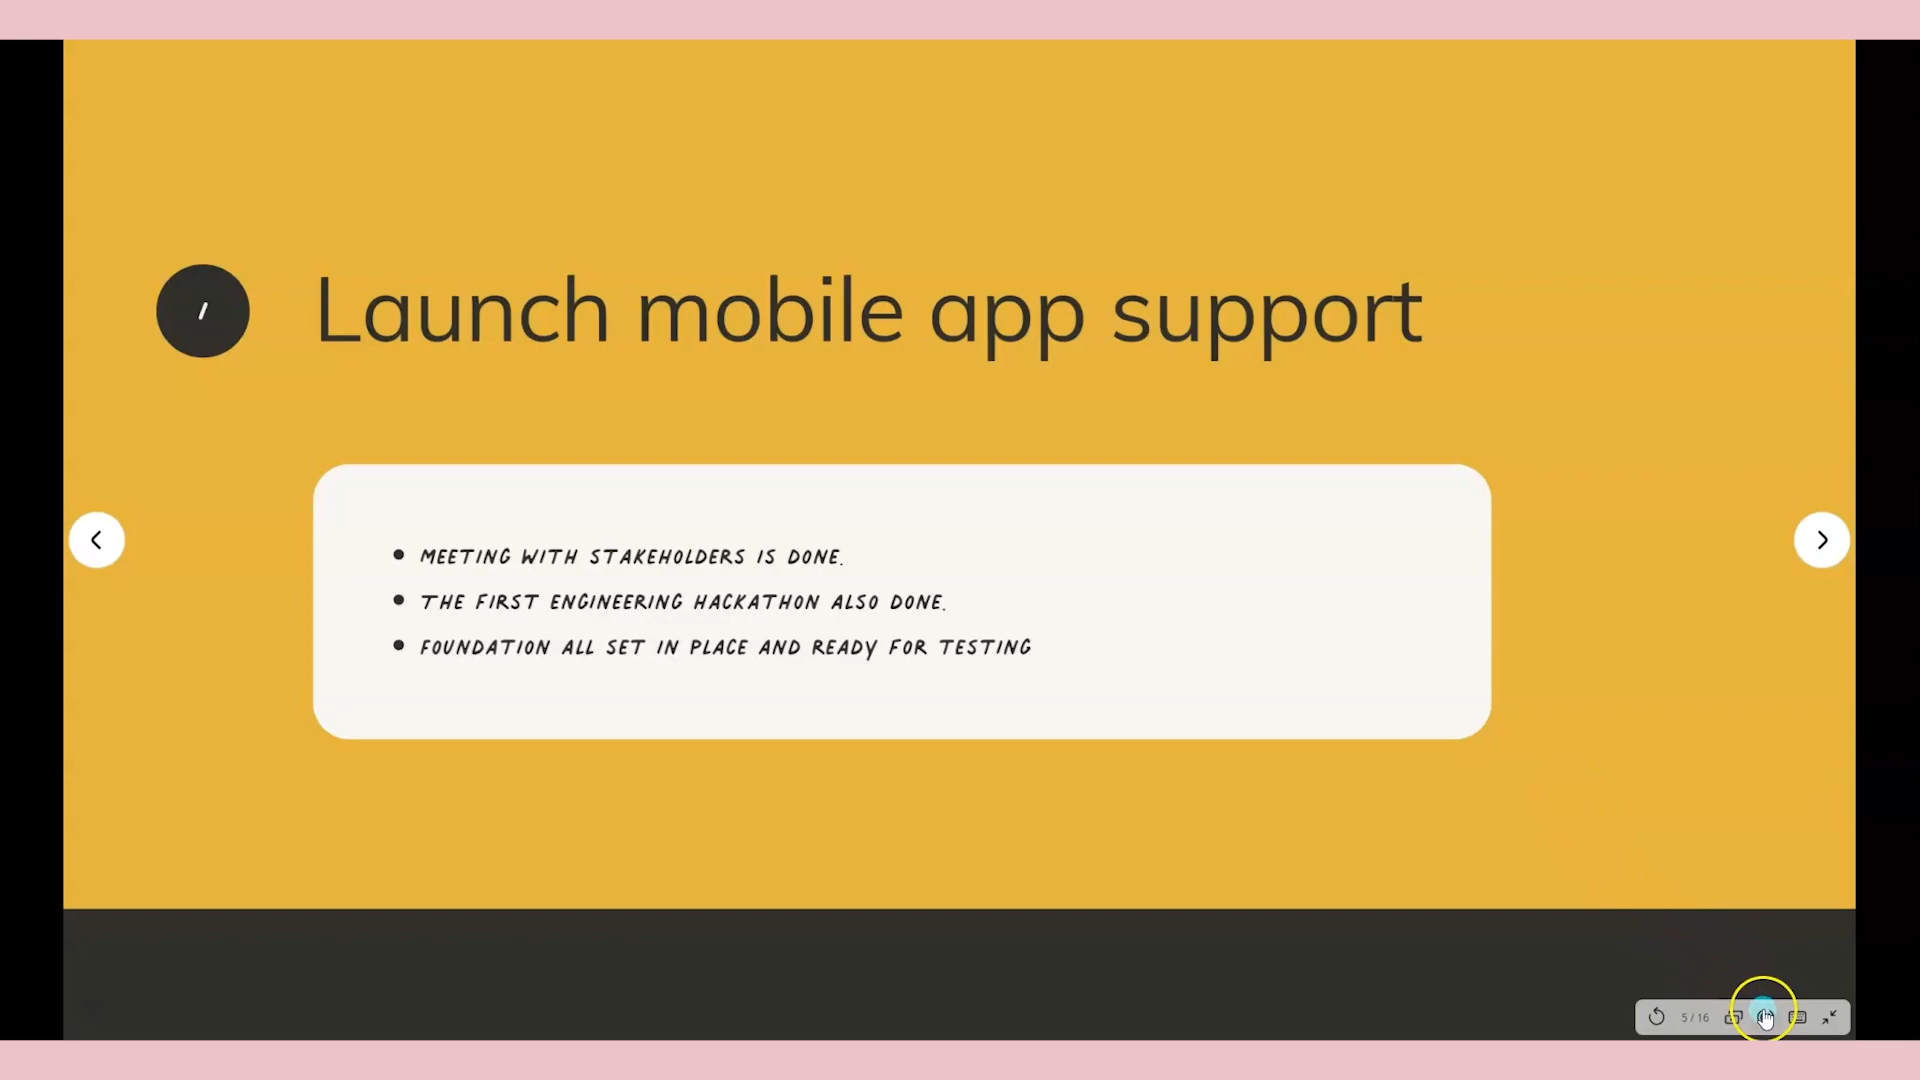 1
Launch mobile app support
MEETING WITH STAKEHOLDERS IS DONE.
THE FIRST ENGINEERING HACKATHON ALSO DONE.
FOUNDATION ALL SET IN PLACE AND READY FOR TESTING
5/16